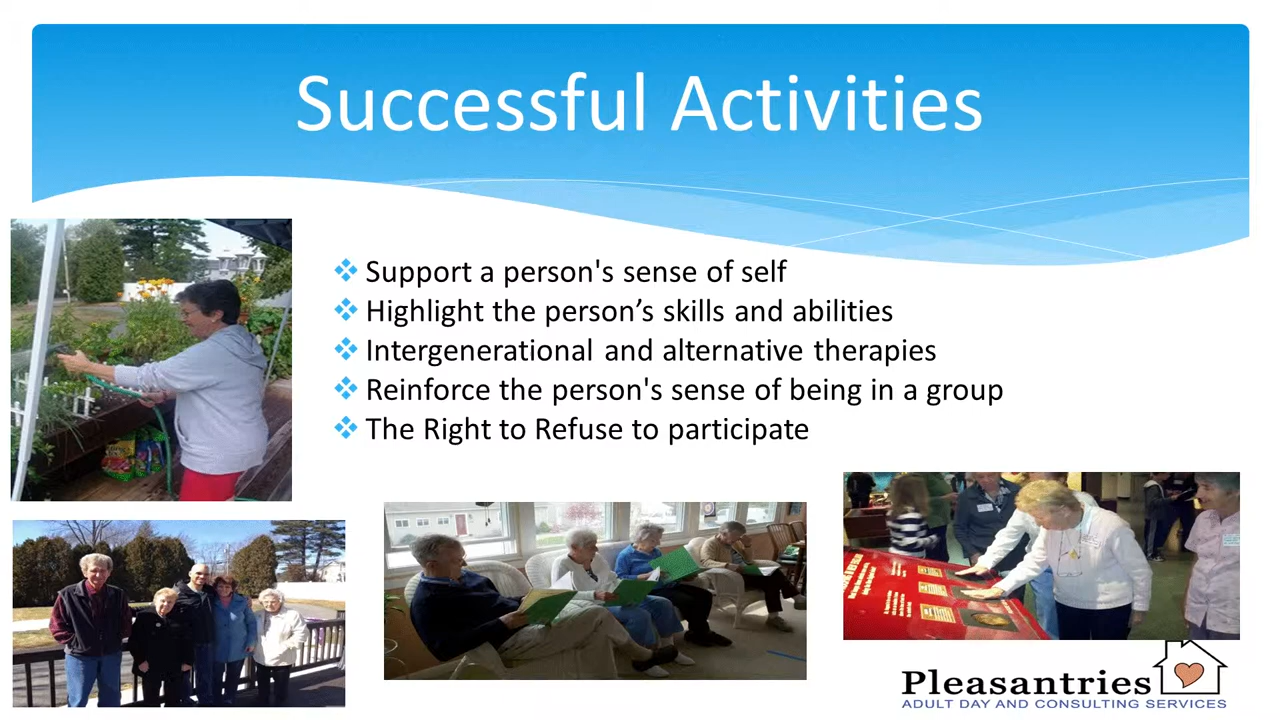 Successful Activities
Support a person's sense of self
Highlight the person’s skills and abilities
Intergenerational and alternative therapies
Reinforce the person's sense of being in a group
The Right to Refuse to participate
Pleasantries
ADULT DAY AND CONSULTING SERVICES